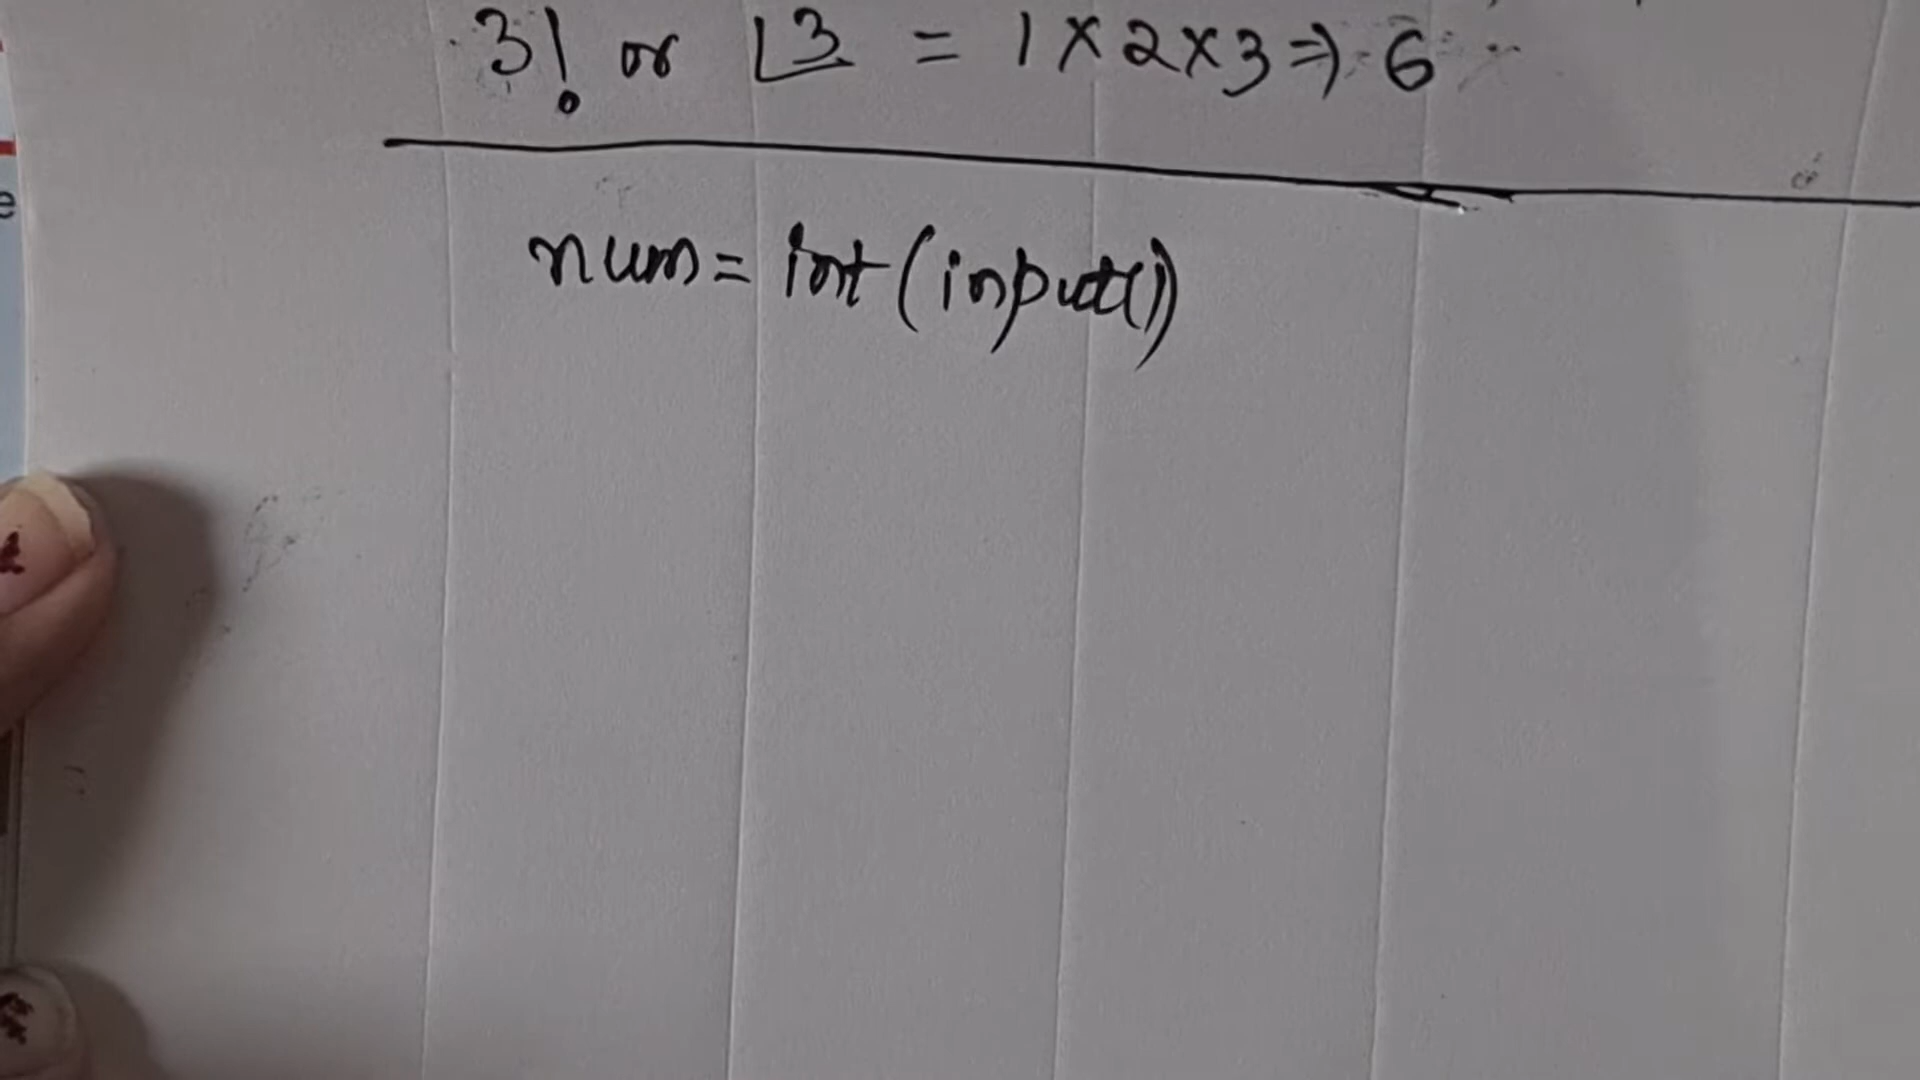 3! or ⌊3 = 1 × 2 × 3 ⇒ 6
num = int(input())
e